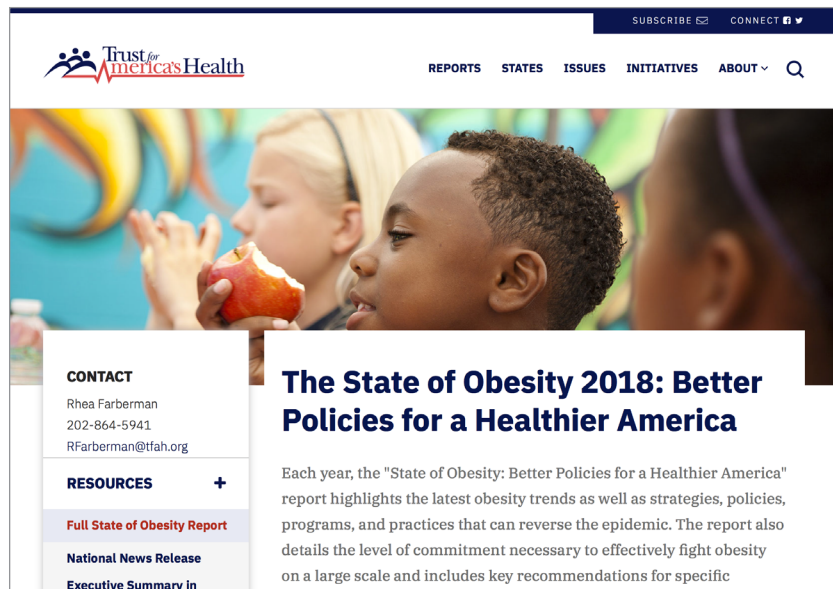 SUBSCRIBE CONNECT
Trust for
America's Health
REPORTS STATES ISSUES INITIATIVES ABOUT
CONTACT
Rhea Farberman
202-864-5941
RFarberman@tfah.org
RESOURCES +
Full State of Obesity Report
National News Release
Executive Summary in
The State of Obesity 2018: Better
Policies for a Healthier America
Each year, the "State of Obesity: Better Policies for a Healthier America"
report highlights the latest obesity trends as well as strategies, policies,
programs, and practices that can reverse the epidemic. The report also
details the level of commitment necessary to effectively fight obesity
on a large scale and includes key recommendations for specific